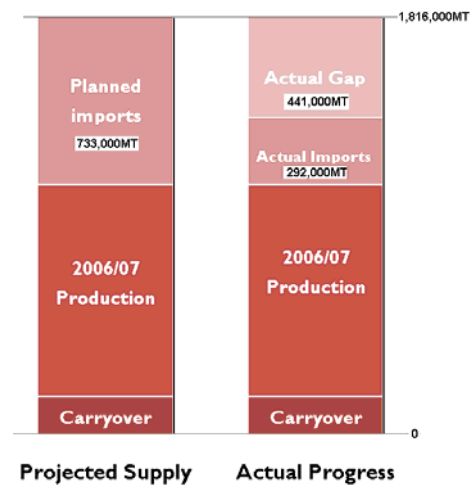 1,816,000MT
Planned
imports
733,000MT
Actual Gap
441,000MT
Actual Imports
292,000MT
2006/07
Production
2006/07
Production
Carryover
Carryover
0
Projected Supply
Actual Progress